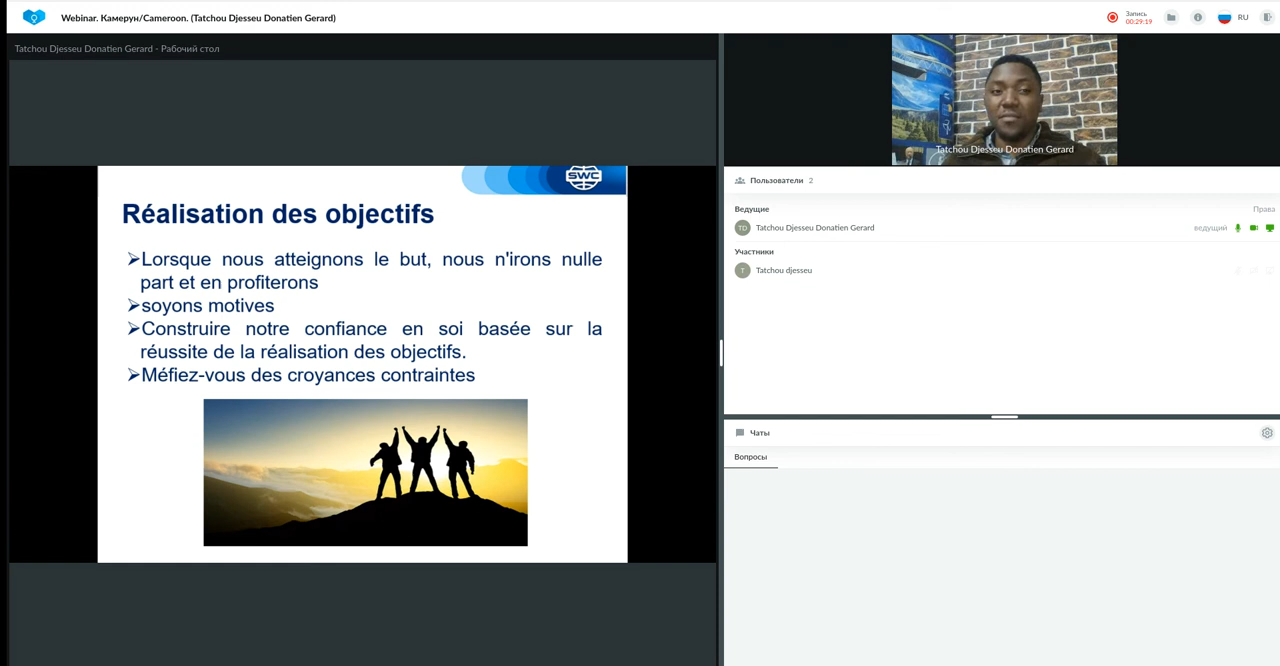 Webinar. Камерун/Cameroon. (Tatchou Djesseu Donatien Gerard)
Запись
00:29:19
RU
Tatchou Djesseu Donatien Gerard - Рабочий стол
SWC
Réalisation des objectifs
➢Lorsque nous atteignons le but, nous n'irons nulle
part et en profiterons
➢soyons motives
➢Construire notre confiance en soi basée sur la
réussite de la réalisation des objectifs.
➢Méfiez-vous des croyances contraintes
Tatchou Djesseu Donatien Gerard
Пользователи 2
Ведущие Права
TD Tatchou Djesseu Donatien Gerard ведущий
Участники
T Tatchou djesseu
Чаты
Вопросы